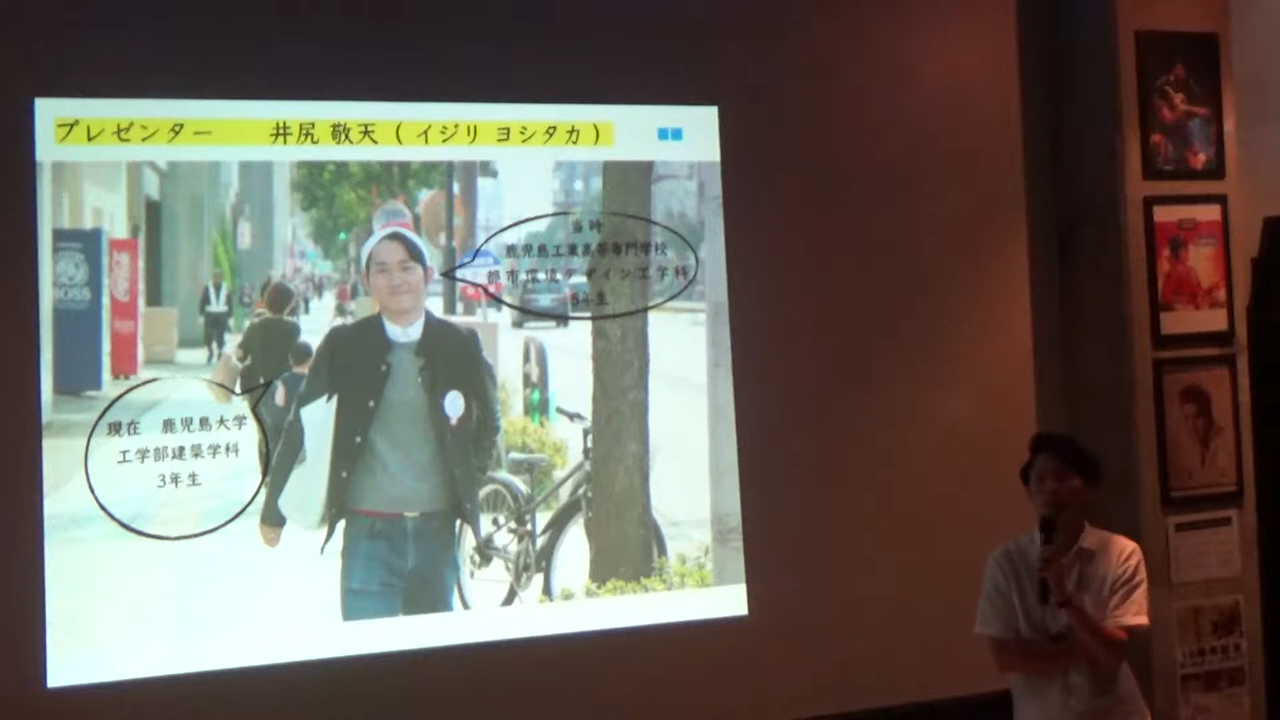 プレゼンター 井尻 敬天 ( イジリ ヨシタカ )
当時
鹿児島工業高等専門学校
都市環境デザイン工学科
5年生
現在 鹿児島大学
工学部建築学科
3年生
BOSS